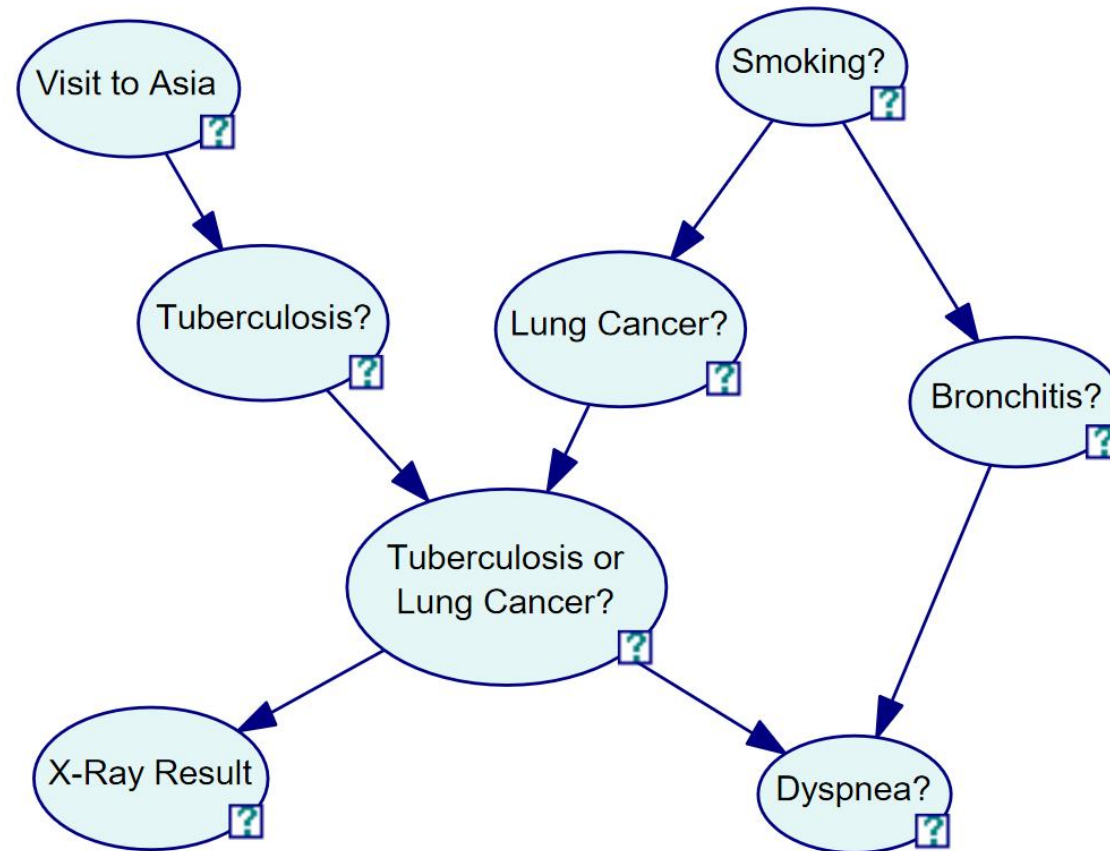 Visit to Asia
?
Smoking?
?
Tuberculosis?
?
Lung Cancer?
?
Bronchitis?
?
Tuberculosis or
Lung Cancer?
?
X-Ray Result
?
Dyspnea?
?